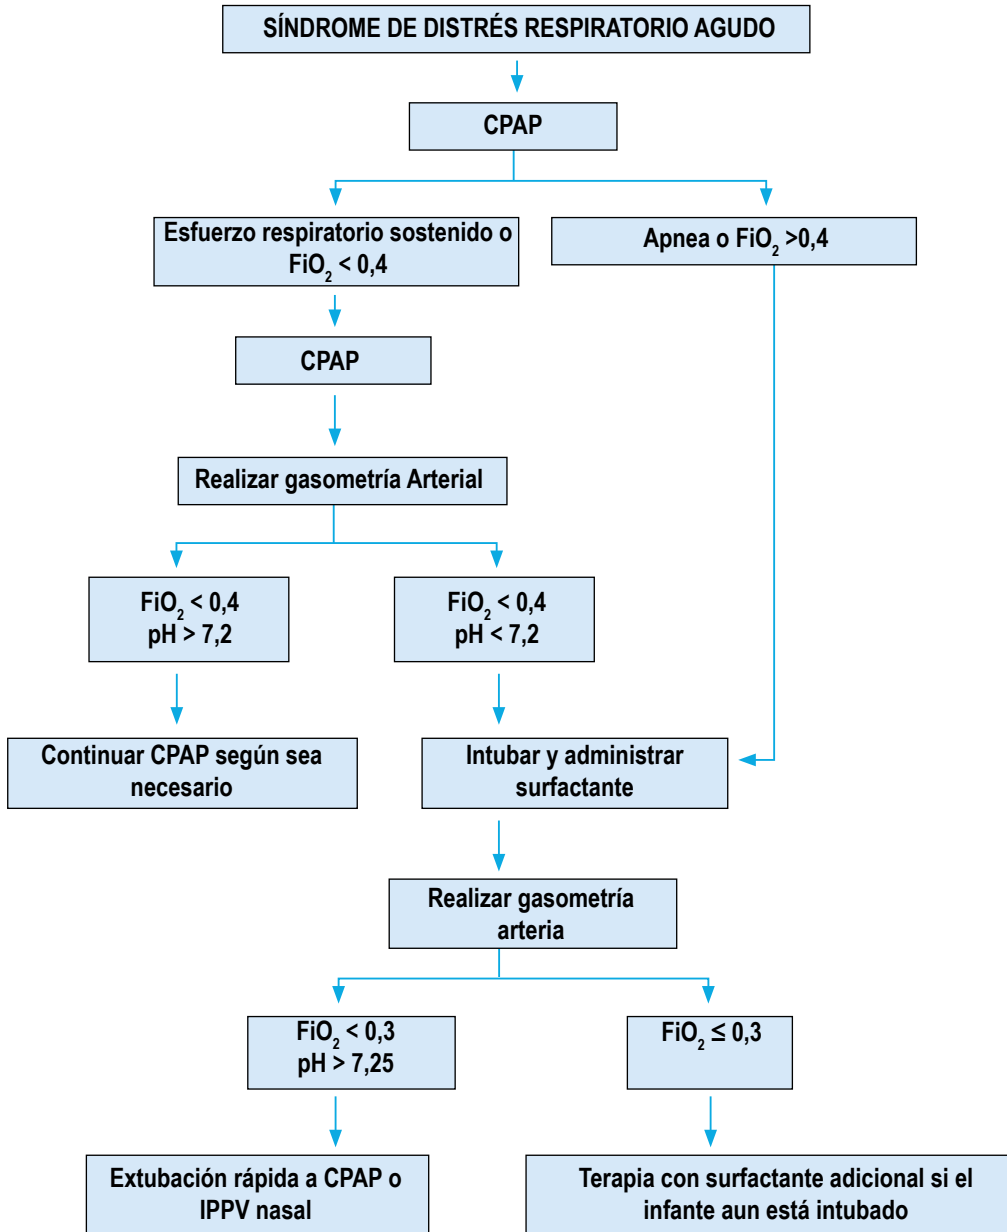 SÍNDROME DE DISTRÉS RESPIRATORIO AGUDO
CPAP
Esfuerzo respiratorio sostenido o
FiO₂ < 0,4
Apnea o FiO₂ >0,4
CPAP
Realizar gasometría Arterial
FiO₂ < 0,4
pH > 7,2
FiO₂ < 0,4
pH < 7,2
Continuar CPAP según sea
necesario
Intubar y administrar
surfactante
Realizar gasometría
arteria
FiO₂ < 0,3
pH > 7,25
FiO₂ ≤ 0,3
Extubación rápida a CPAP o
IPPV nasal
Terapia con surfactante adicional si el
infante aun está intubado